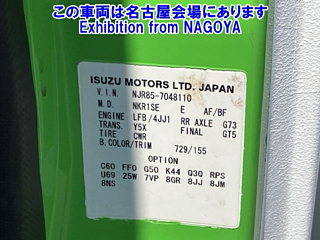 この車両は名古屋会場にあります
Exhibition from NAGOYA
ISUZU MOTORS LTD. JAPAN
V.I.N. NJR85-7048110
M.D. NKR1SE E AF/BF
ENGINE LFB/4JJ1 RR AXLE G73
TRANS. Y5X FINAL GT5
TIRE CWR
B.COLOR/TRIM 729/155
OPTION
C60 FF0 G50 K44 Q3Q RPS
U69 25W 7VP 8GR 8JJ 8JM
8NS